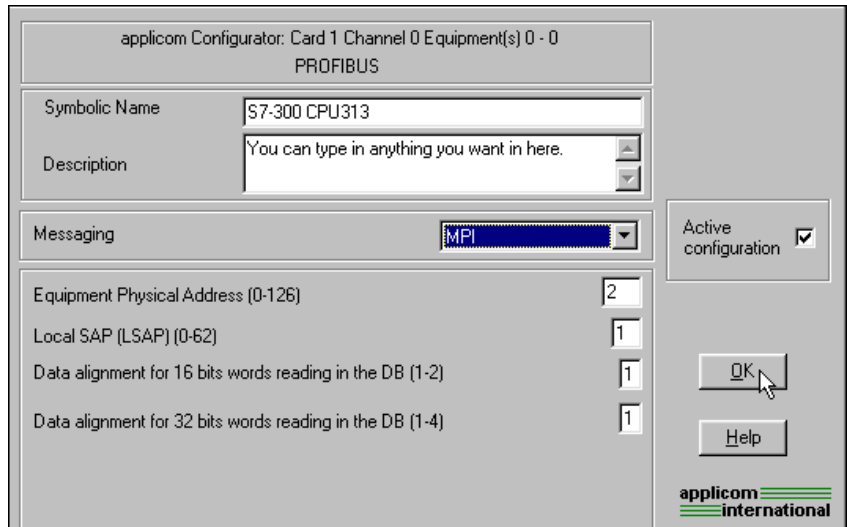 applicom Configurator: Card 1 Channel 0 Equipment(s) 0 - 0
PROFIBUS
Symbolic Name
S7-300 CPU313
Description
You can type in anything you want in here.
Messaging
MPI
Active
configuration
Equipment Physical Address (0-126)
2
Local SAP (LSAP) (0-62)
1
Data alignment for 16 bits words reading in the DB (1-2)
1
Data alignment for 32 bits words reading in the DB (1-4)
1
OK
Help
applicom
international